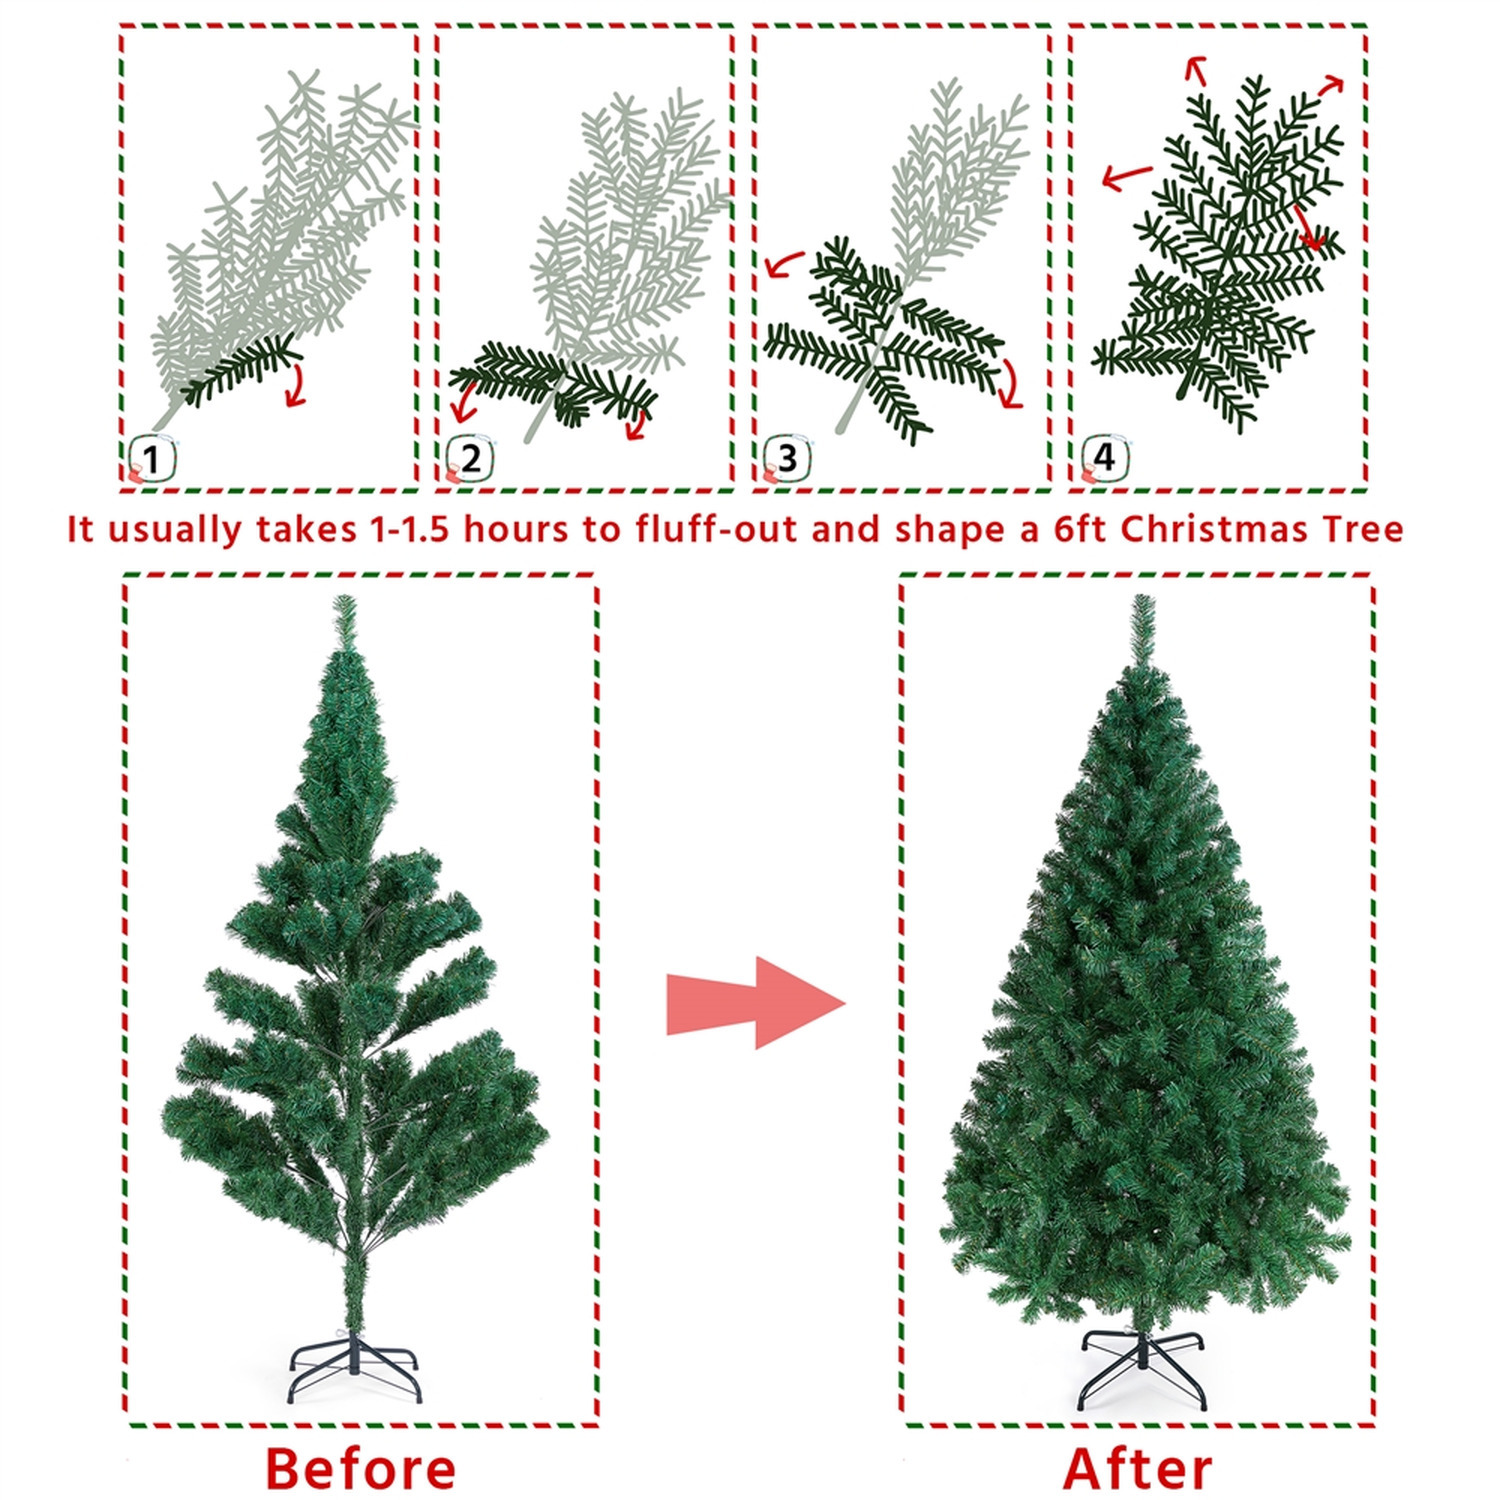 1
2
3
4
It usually takes 1-1.5 hours to fluff-out and shape a 6ft Christmas Tree
Before
After